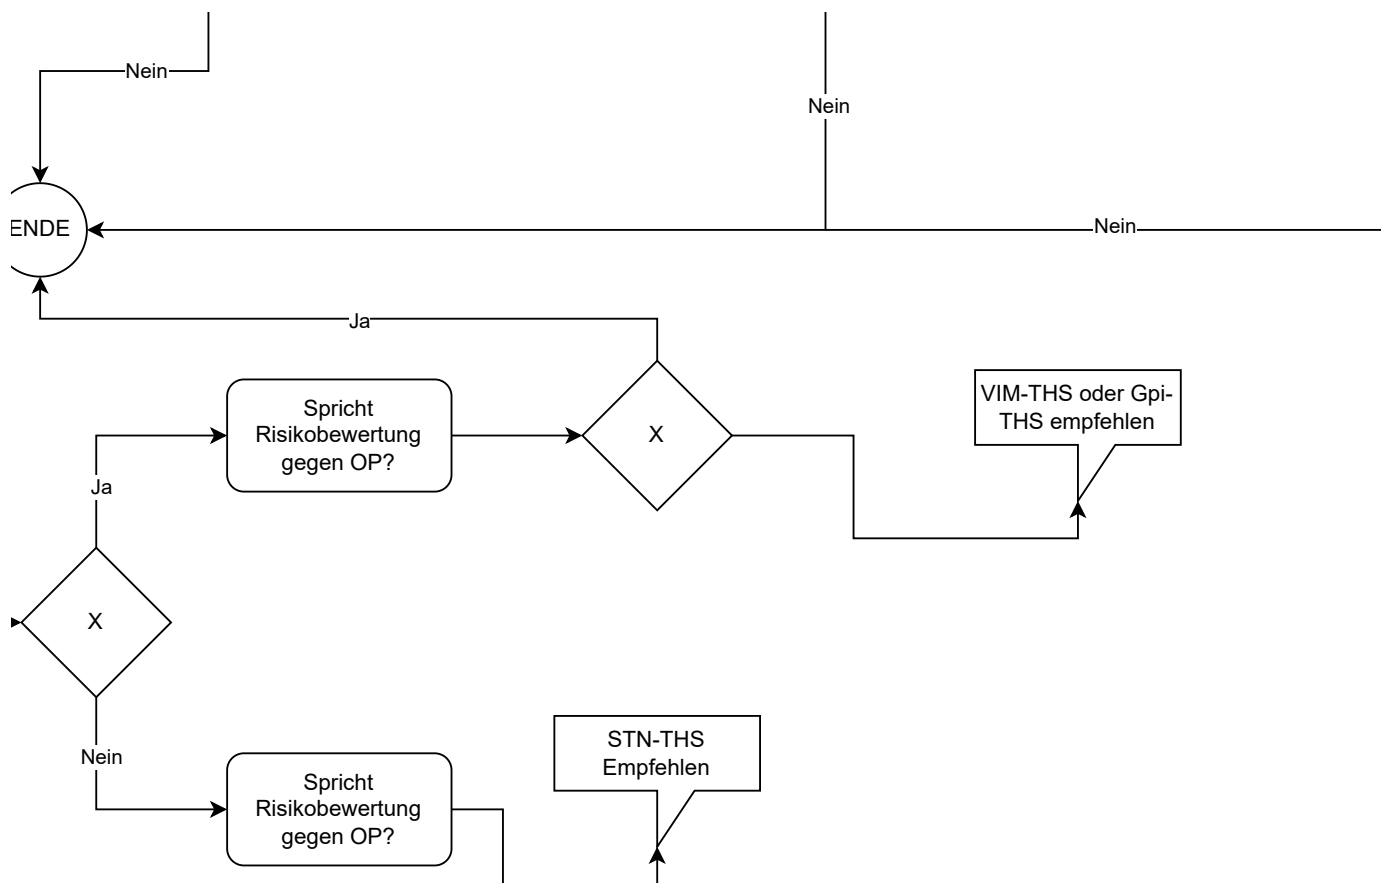 Nein
Nein
ENDE
Nein
Ja
Spricht
Risikobewertung
gegen OP?
X
VIM-THS oder Gpi-
THS empfehlen
Ja
X
Nein
STN-THS
Empfehlen
Spricht
Risikobewertung
gegen OP?